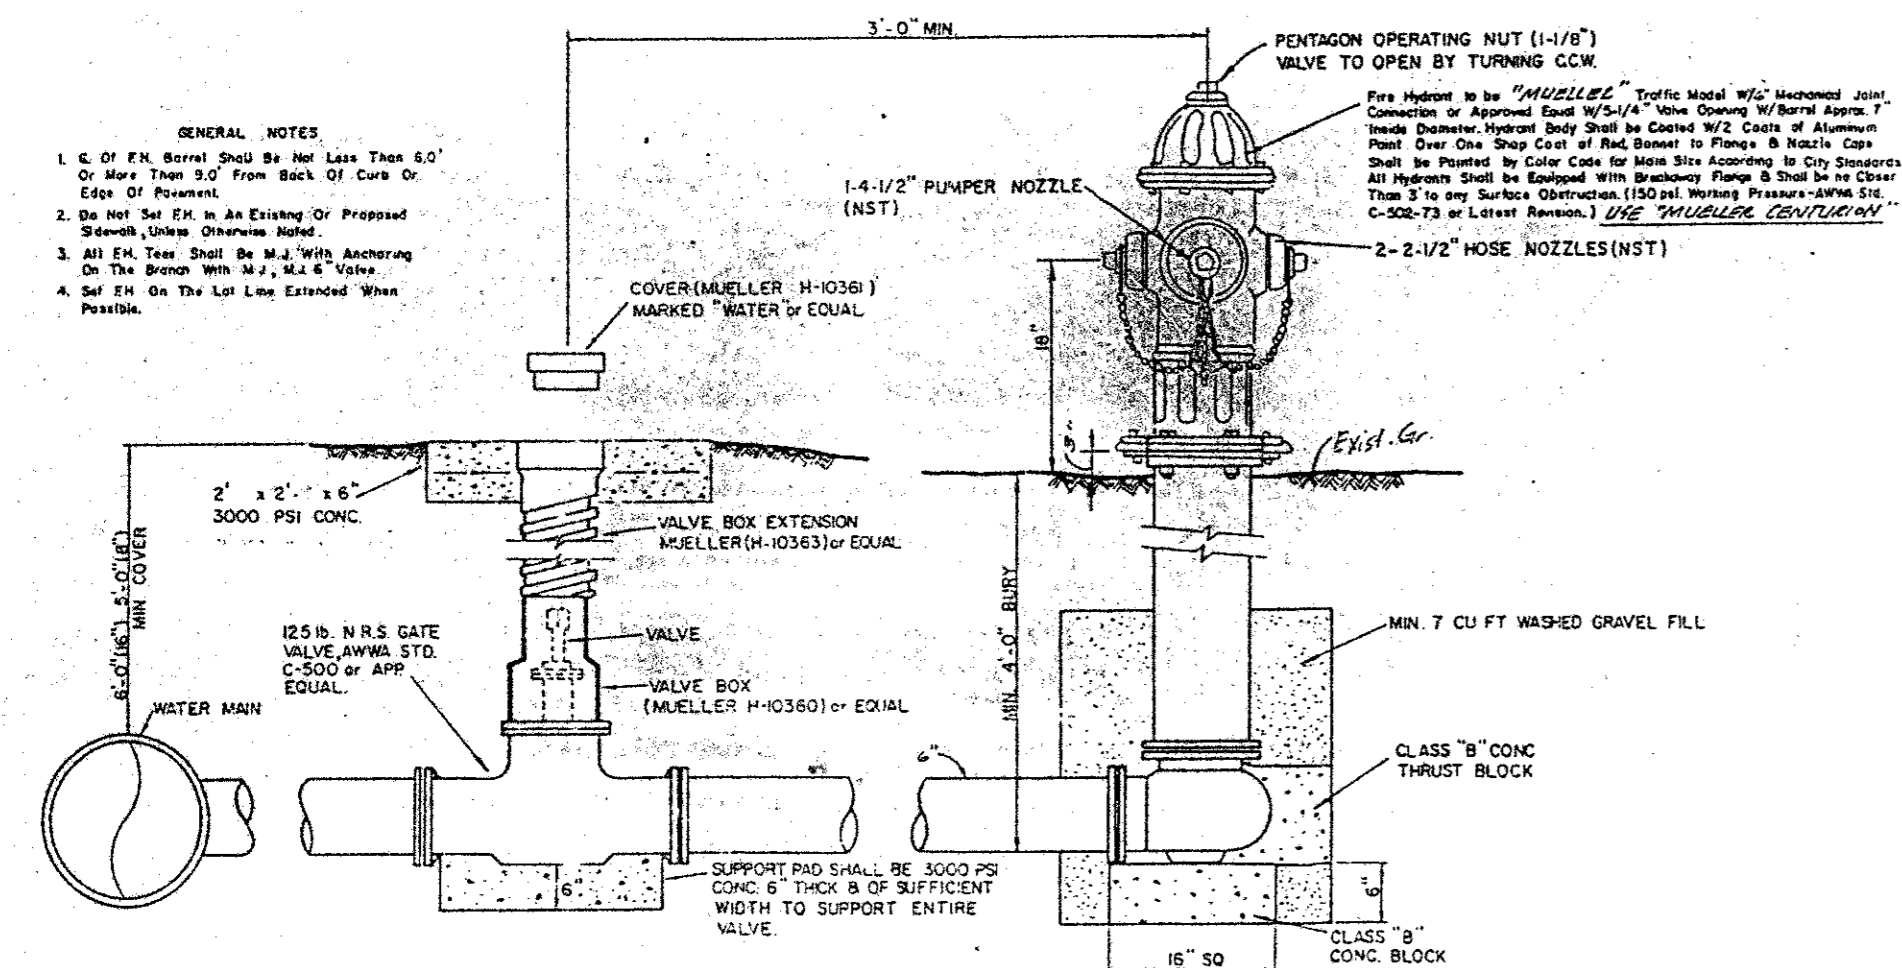 3'-0" MIN.
PENTAGON OPERATING NUT (1-1/8")
VALVE TO OPEN BY TURNING CCW.
Fire Hydrant to be "MUELLER" Traffic Model W/6" Mechanical Joint
Connection or Approved Equal W/5-1/4" Valve Opening W/Barrel Approx. 7"
Inside Diameter. Hydrant Body Shall be Coated W/2 Coats of Aluminum
Paint Over One Shop Coat of Red, Bonnet to Flange & Nozzle Caps
Shall be Painted by Color Code for Main Size According to City Standards
All Hydrants Shall be Equipped With Breakaway Flange & Shall be no Closer
Than 3' to any Surface Obstruction. (150 psi. Working Pressure-AWWA Std.
C-502-73 or Latest Revision.) USE "MUELLER CENTURION"
GENERAL NOTES
1. ℄ Of F.H. Barrel Shall Be Not Less Than 6.0'
Or More Than 9.0' From Back Of Curb Or
Edge Of Pavement.
2. Do Not Set F.H. In An Existing Or Proposed
Sidewalk, Unless Otherwise Noted.
3. All F.H. Tees Shall Be M.J. With Anchoring
On The Branch With M.J., M.J. 6" Valve.
4. Set F.H. On The Lot Line Extended When
Possible.
1-4-1/2" PUMPER NOZZLE
(NST)
2-2-1/2" HOSE NOZZLES (NST)
COVER (MUELLER H-10361)
MARKED "WATER" or EQUAL
18"
3"
Exist. Gr.
2' x 2'- x 6"
3000 PSI CONC.
VALVE BOX EXTENSION
MUELLER (H-10363) or EQUAL
6'-0"(16") 5'-0"(8")
MIN. COVER
MIN. 4'-0" BURY
MIN. 7 CU FT WASHED GRAVEL FILL
125 lb. N.R.S. GATE
VALVE, AWWA STD.
C-500 or APP.
EQUAL.
VALVE
VALVE BOX
(MUELLER H-10360) or EQUAL
WATER MAIN
6"
CLASS "B" CONC
THRUST BLOCK
6"
SUPPORT PAD SHALL BE 3000 PSI
CONC. 6" THICK & OF SUFFICIENT
WIDTH TO SUPPORT ENTIRE
VALVE.
6"
CLASS "B"
CONC. BLOCK
16" SQ